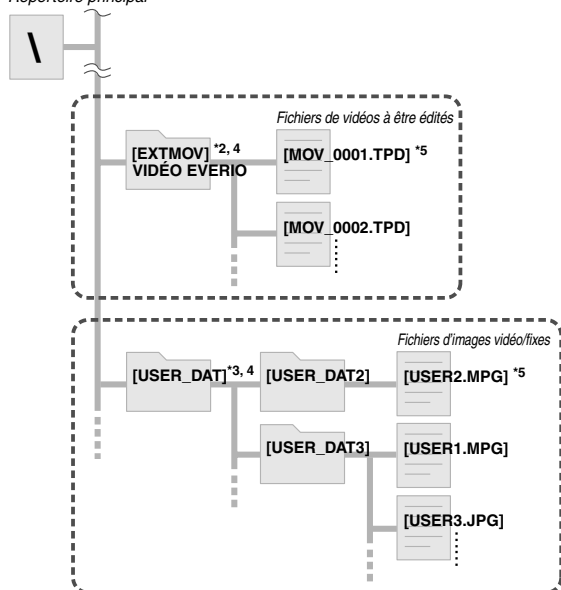 Répertoire principal
\
Fichiers de vidéos à être édités
[EXTMOV] *2, 4
VIDÉO EVERIO
[MOV_0001.TPD] *5
[MOV_0002.TPD]
Fichiers d'images vidéo/fixes
[USER_DAT]*3, 4
[USER_DAT2]
[USER2.MPG] *5
[USER_DAT3]
[USER1.MPG]
[USER3.JPG]